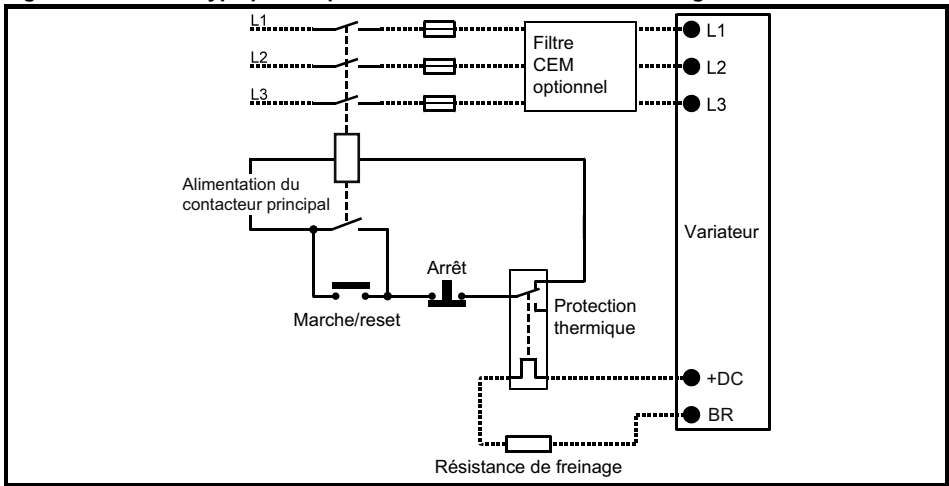 L1
L2
L3
Filtre
CEM
optionnel
L1
L2
L3
Alimentation du
contacteur principal
Variateur
Arrêt
Marche/reset
Protection
thermique
+DC
BR
Résistance de freinage